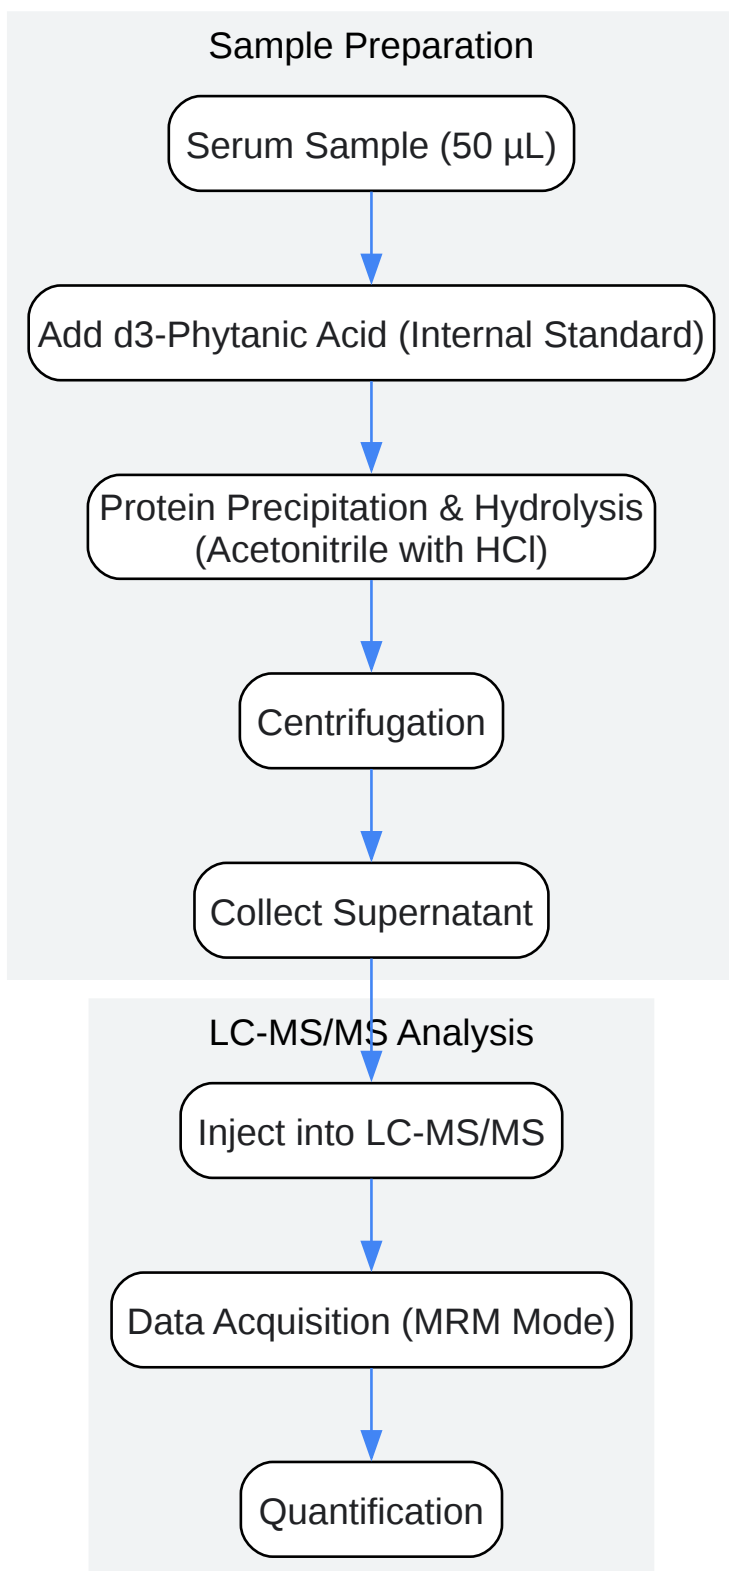 Sample Preparation
Serum Sample (50 µL)
Add d3-Phytanic Acid (Internal Standard)
Protein Precipitation & Hydrolysis
(Acetonitrile with HCl)
Centrifugation
Collect Supernatant
LC-MS/MS Analysis
Inject into LC-MS/MS
Data Acquisition (MRM Mode)
Quantification